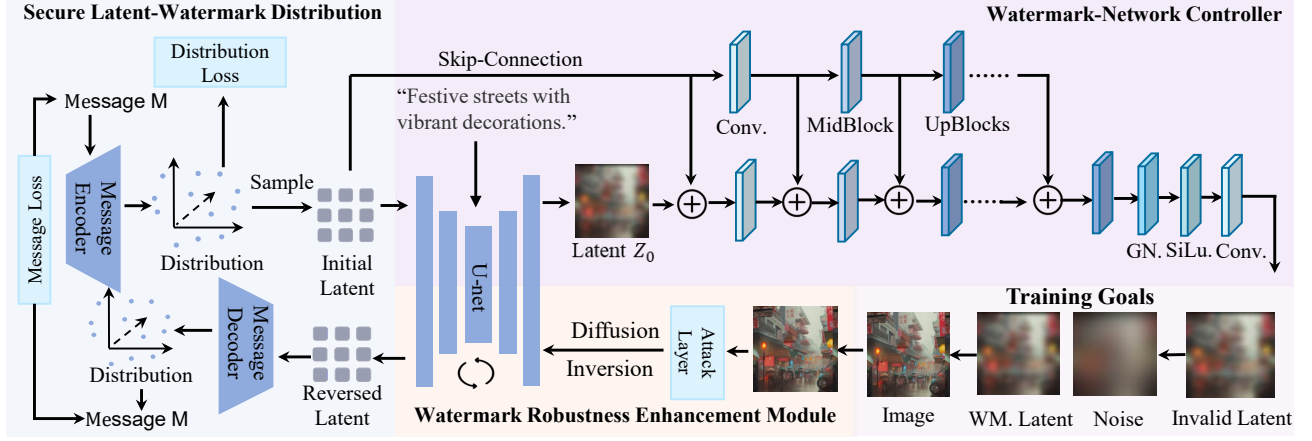 Secure Latent-Watermark Distribution
Watermark-Network Controller
Distribution
Loss
Skip-Connection
Message M
“Festive streets with
vibrant decorations.”
Conv.
MidBlock
UpBlocks
Message Loss
Message
Encoder
Sample
Distribution
Initial
Latent
U-net
Latent Z₀
GN.
SiLu.
Conv.
Message
Decoder
Distribution
Message M
Reversed
Latent
Diffusion
Inversion
Attack
Layer
Watermark Robustness Enhancement Module
Training Goals
Image
WM. Latent
Noise
Invalid Latent